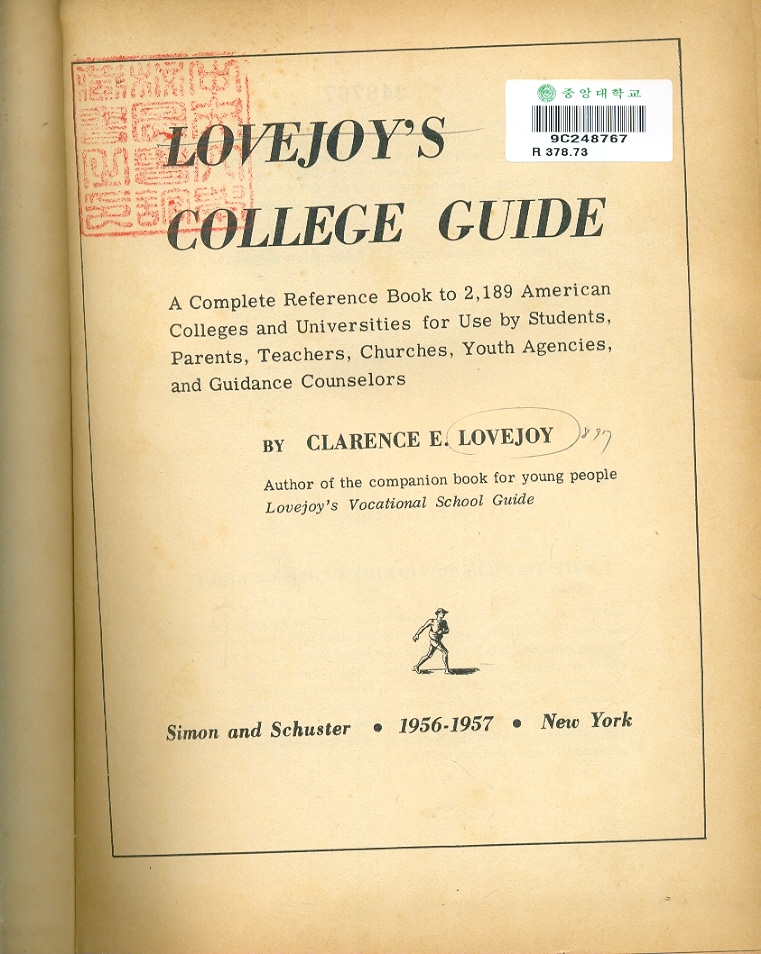 중앙대학교
9C248767
R 378.73
LOVEJOY'S
COLLEGE GUIDE
A Complete Reference Book to 2,189 American
Colleges and Universities for Use by Students,
Parents, Teachers, Churches, Youth Agencies,
and Guidance Counselors
BY CLARENCE E. LOVEJOY
Author of the companion book for young people
Lovejoy's Vocational School Guide
Simon and Schuster • 1956-1957 • New York